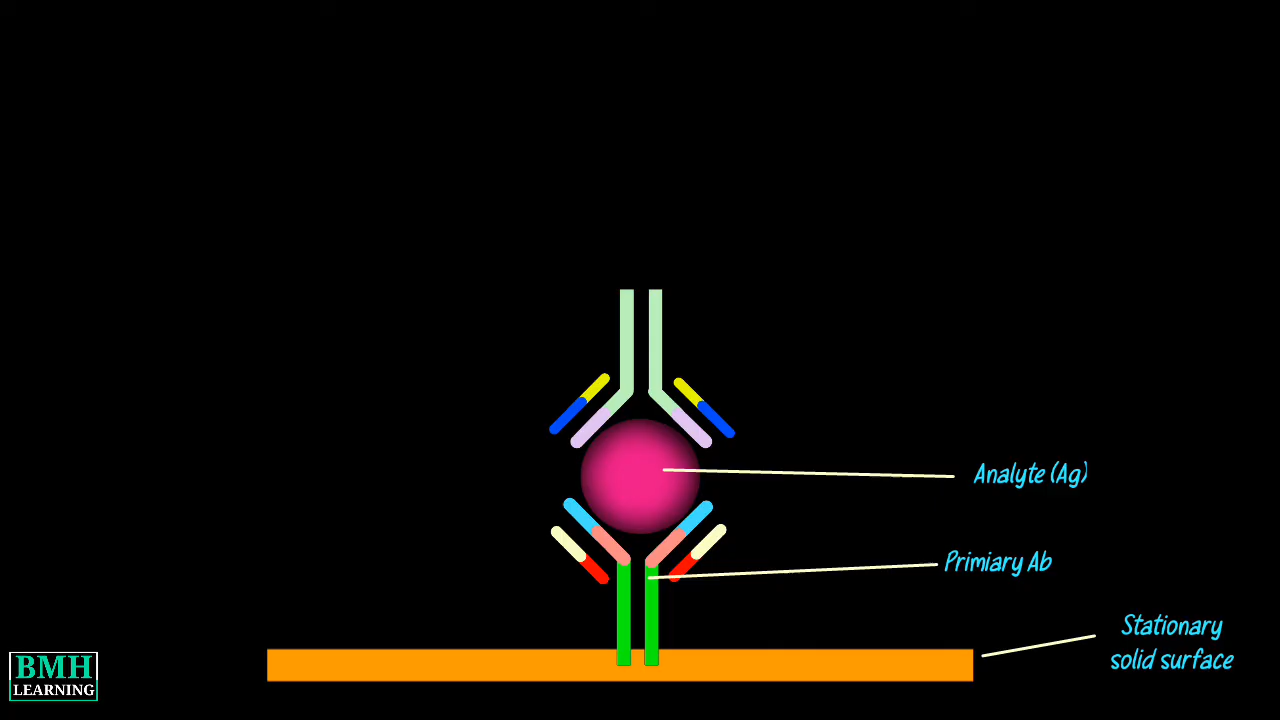 Analyte (Ag)
Primiary Ab
Stationary
solid surface
BMH
LEARNING